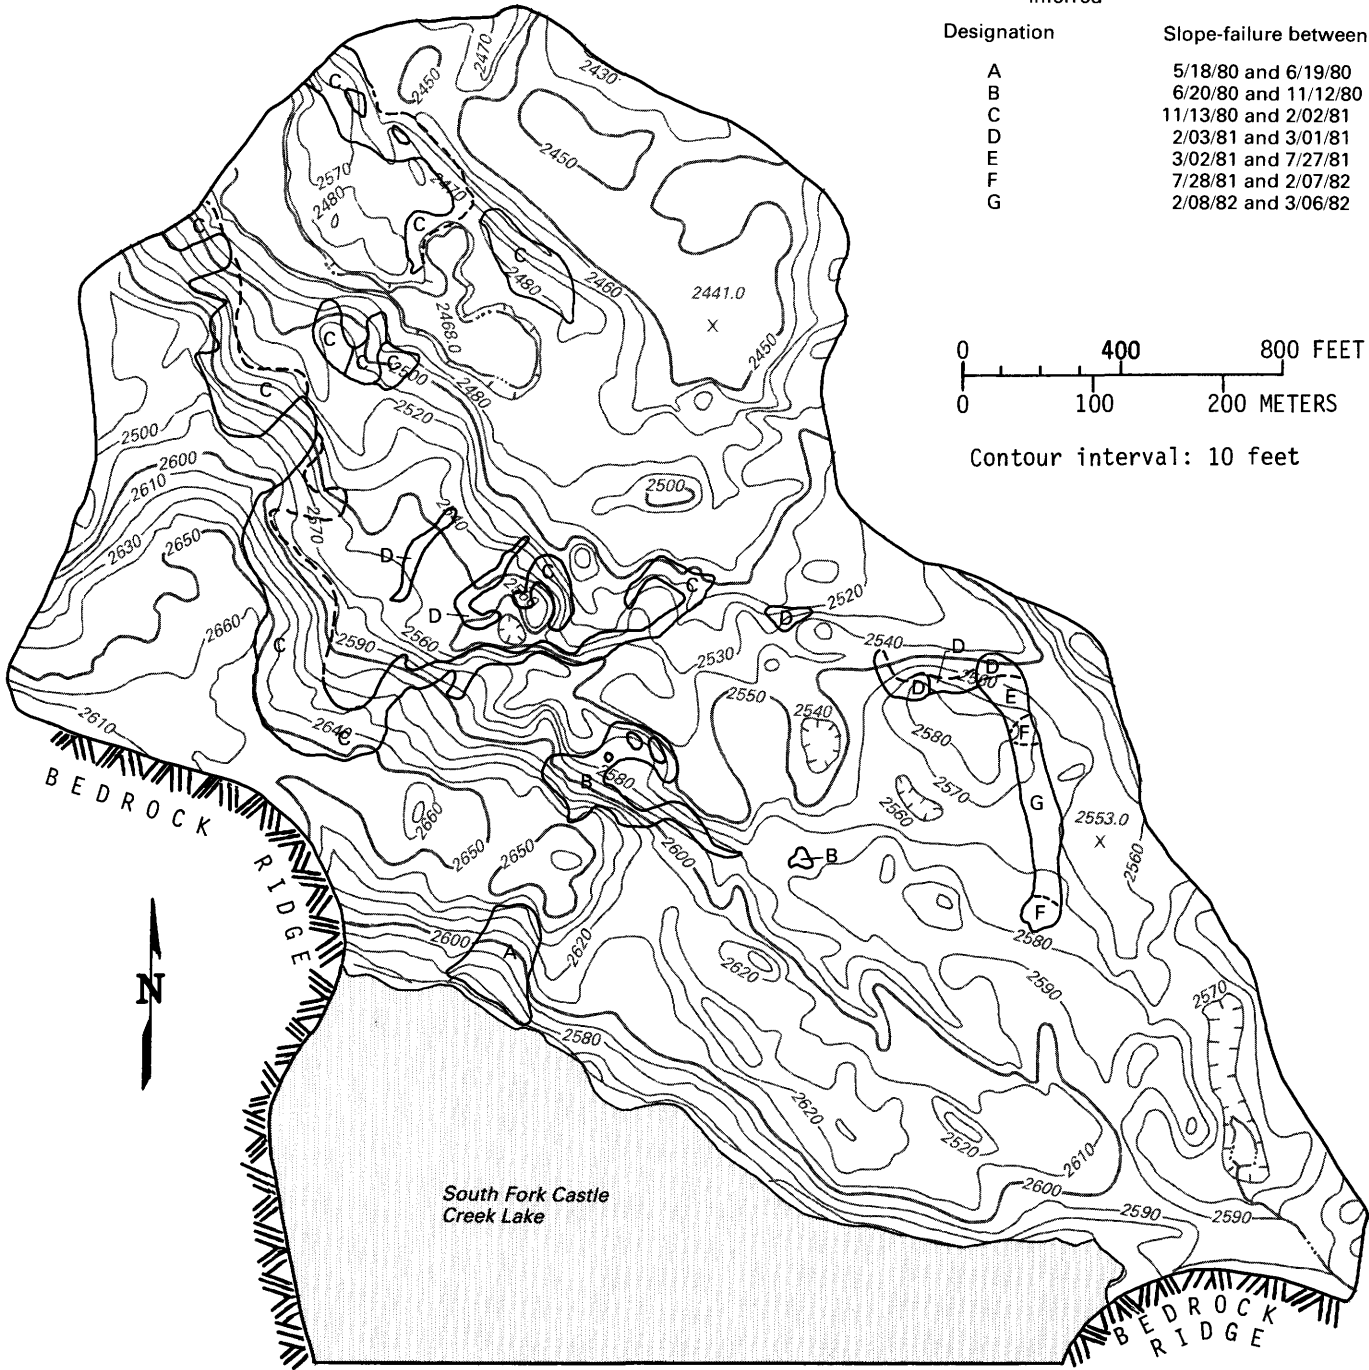 inferred
Designation Slope-failure between
A 5/18/80 and 6/19/80
B 6/20/80 and 11/12/80
C 11/13/80 and 2/02/81
D 2/03/81 and 3/01/81
E 3/02/81 and 7/27/81
F 7/28/81 and 2/07/82
G 2/08/82 and 3/06/82
0 400 800 FEET
0 100 200 METERS
Contour interval: 10 feet
2470
2430
2450
C
2450
2570
2480
2470
C
C
C
2480
2460
2441.0
X
2468.0
2450
C
C
2500
2480
C
2520
2500
2600
2610
2500
2630
2650
2570
D
C
C
D
2520
D
2660
C
2590
2560
2530
2540
D
D
D
E
2550
2540
2580
F
2610
2640
C
B
2580
2570
2560
G
2553.0
X
2560
2660
2650
2650
2600
B
F
2580
2600
A
2620
2620
2590
2570
2580
2620
2520
2610
2600
2590
2590
N
South Fork Castle
Creek Lake
BEDROCK
RIDGE
BEDROCK
RIDGE